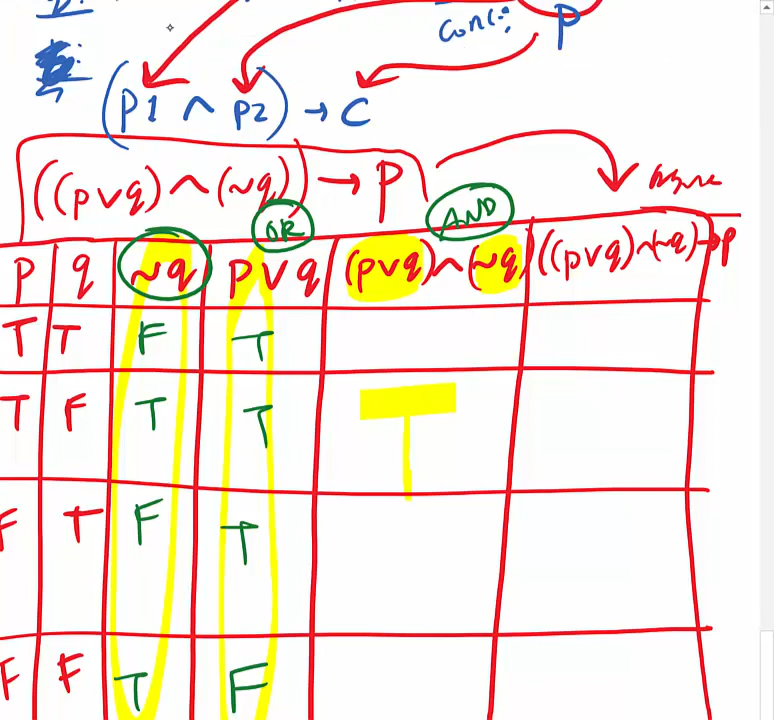 Conc: P
(P1 ∧ P2) → C
((p∨q) ∧ (~q)) → P
OR AND
p q ~q p∨q (p∨q)∧(~q) ((p∨q)∧(~q)→p
T T F T
T F T T T
F T F T
F F T F